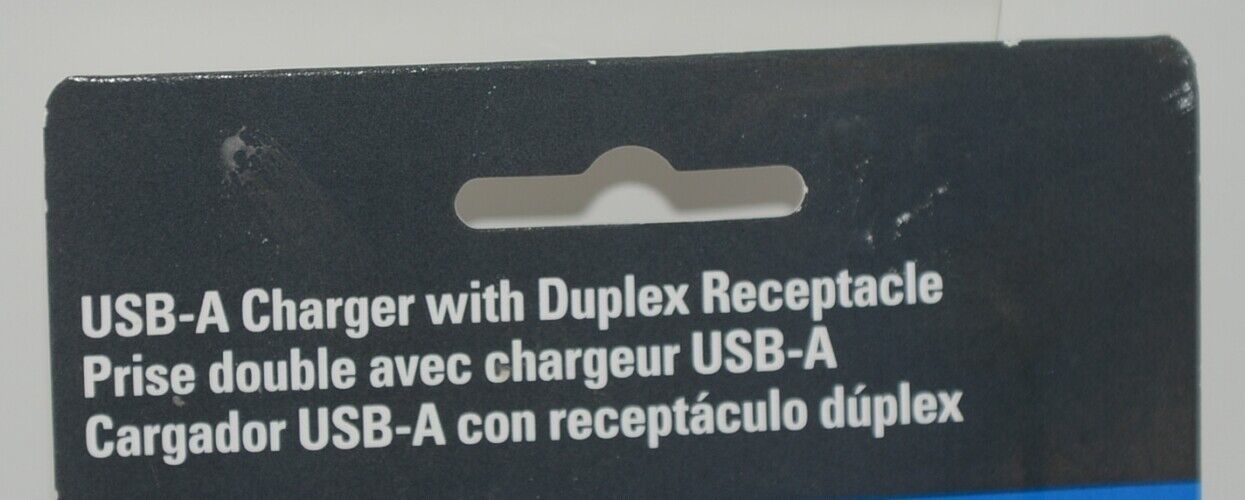 USB-A Charger with Duplex Receptacle
Prise double avec chargeur USB-A
Cargador USB-A con receptáculo dúplex